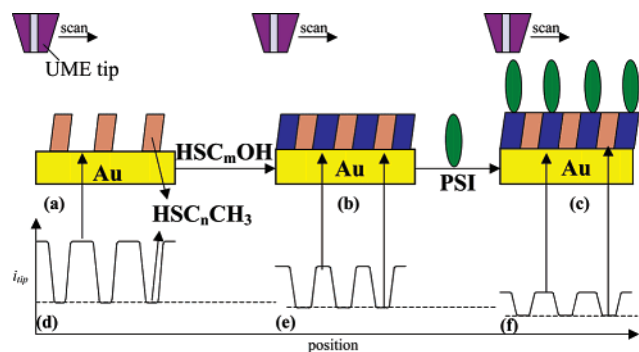 scan
scan
scan
UME tip
HSCmOH
Au
Au
PSI
Au
(a)
(b)
(c)
HSCnCH3
itip
(d)
(e)
(f)
position